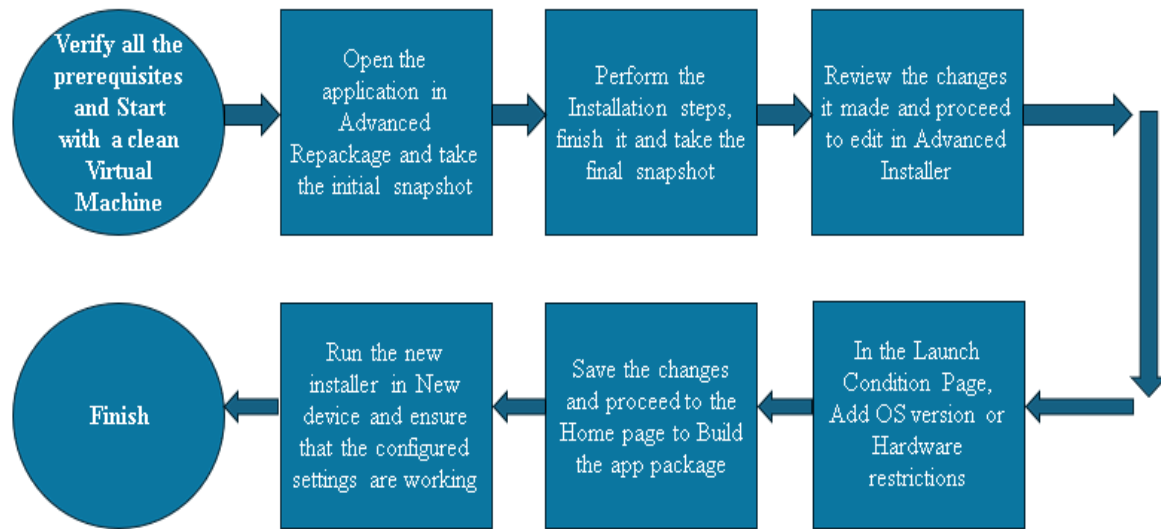 Verify all the
prerequisites
and Start
with a clean
Virtual
Machine
Open the
application in
Advanced
Repackage and take
the initial snapshot
Perform the
Installation steps,
finish it and take the
final snapshot
Review the changes
it made and proceed
to edit in Advanced
Installer
In the Launch
Condition Page,
Add OS version or
Hardware
restrictions
Save the changes
and proceed to the
Home page to Build
the app package
Run the new
installer in New
device and ensure
that the configured
settings are working
Finish